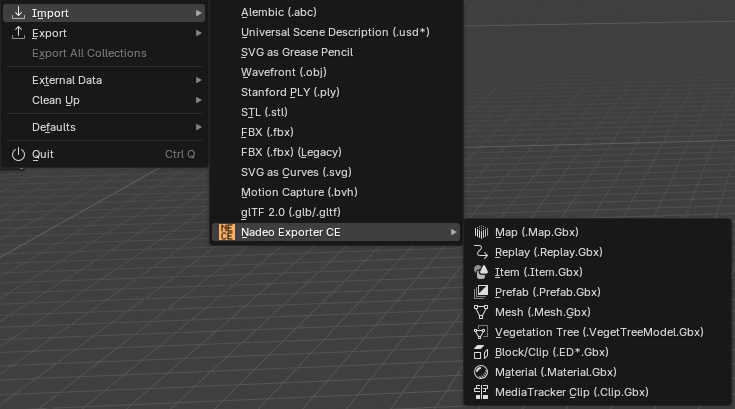 Import
Export
Export All Collections
External Data
Clean Up
Defaults
Quit Ctrl Q
Alembic (.abc)
Universal Scene Description (.usd*)
SVG as Grease Pencil
Wavefront (.obj)
Stanford PLY (.ply)
STL (.stl)
FBX (.fbx)
FBX (.fbx) (Legacy)
SVG as Curves (.svg)
Motion Capture (.bvh)
glTF 2.0 (.glb/.gltf)
NE CE Nadeo Exporter CE
Map (.Map.Gbx)
Replay (.Replay.Gbx)
Item (.Item.Gbx)
Prefab (.Prefab.Gbx)
Mesh (.Mesh.Gbx)
Vegetation Tree (.VegetTreeModel.Gbx)
Block/Clip (.ED*.Gbx)
Material (.Material.Gbx)
MediaTracker Clip (.Clip.Gbx)